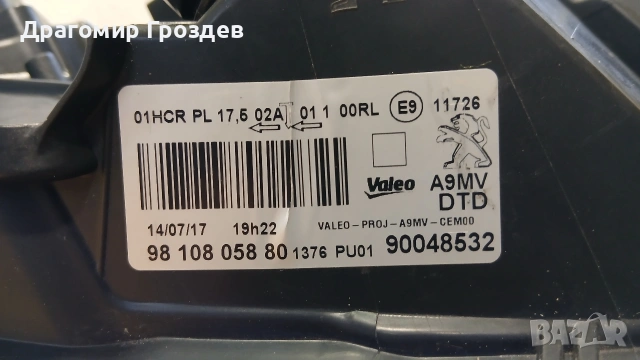 Драгомир Гроздев
01HCR PL 17,5 02A 01 1 00RL E9 11726
Valeo A9MV
DTD
14/07/17 19h22 VALEO-PROJ-A9MV-CEM00
98 108 058 80 1376 PU01 90048532
BAZAR